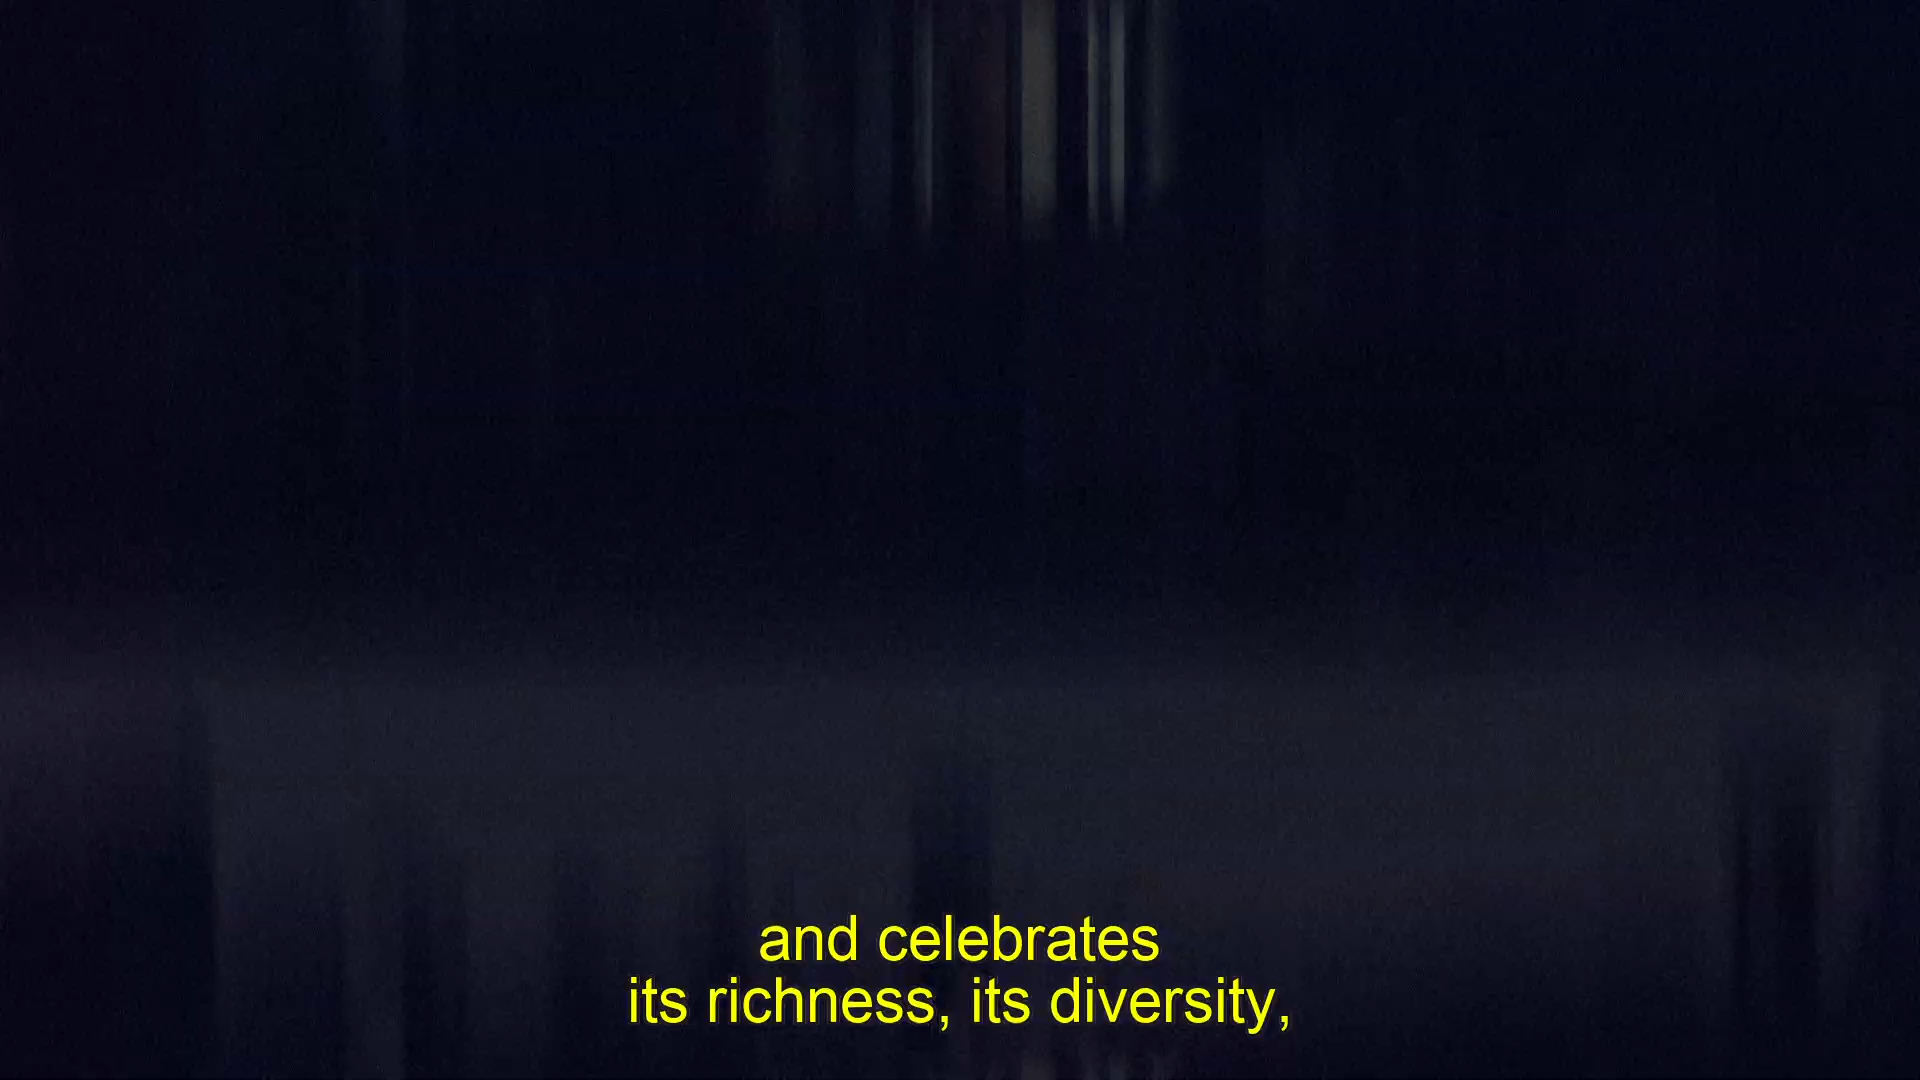 and celebrates
its richness, its diversity,